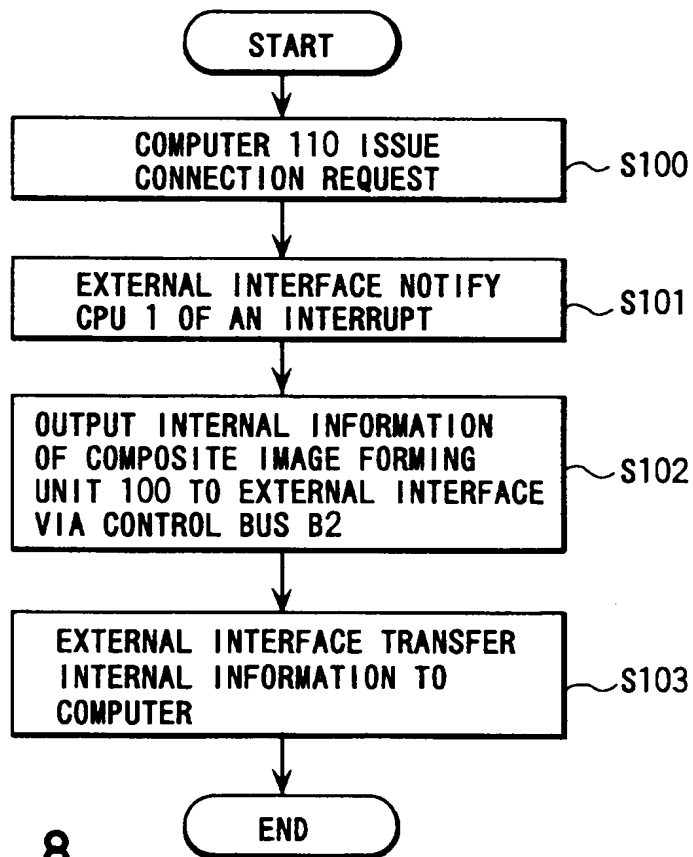 START
COMPUTER 110 ISSUE
CONNECTION REQUEST
S100
EXTERNAL INTERFACE NOTIFY
CPU 1 OF AN INTERRUPT
S101
OUTPUT INTERNAL INFORMATION
OF COMPOSITE IMAGE FORMING
UNIT 100 TO EXTERNAL INTERFACE
VIA CONTROL BUS B2
S102
EXTERNAL INTERFACE TRANSFER
INTERNAL INFORMATION TO
COMPUTER
S103
END
8